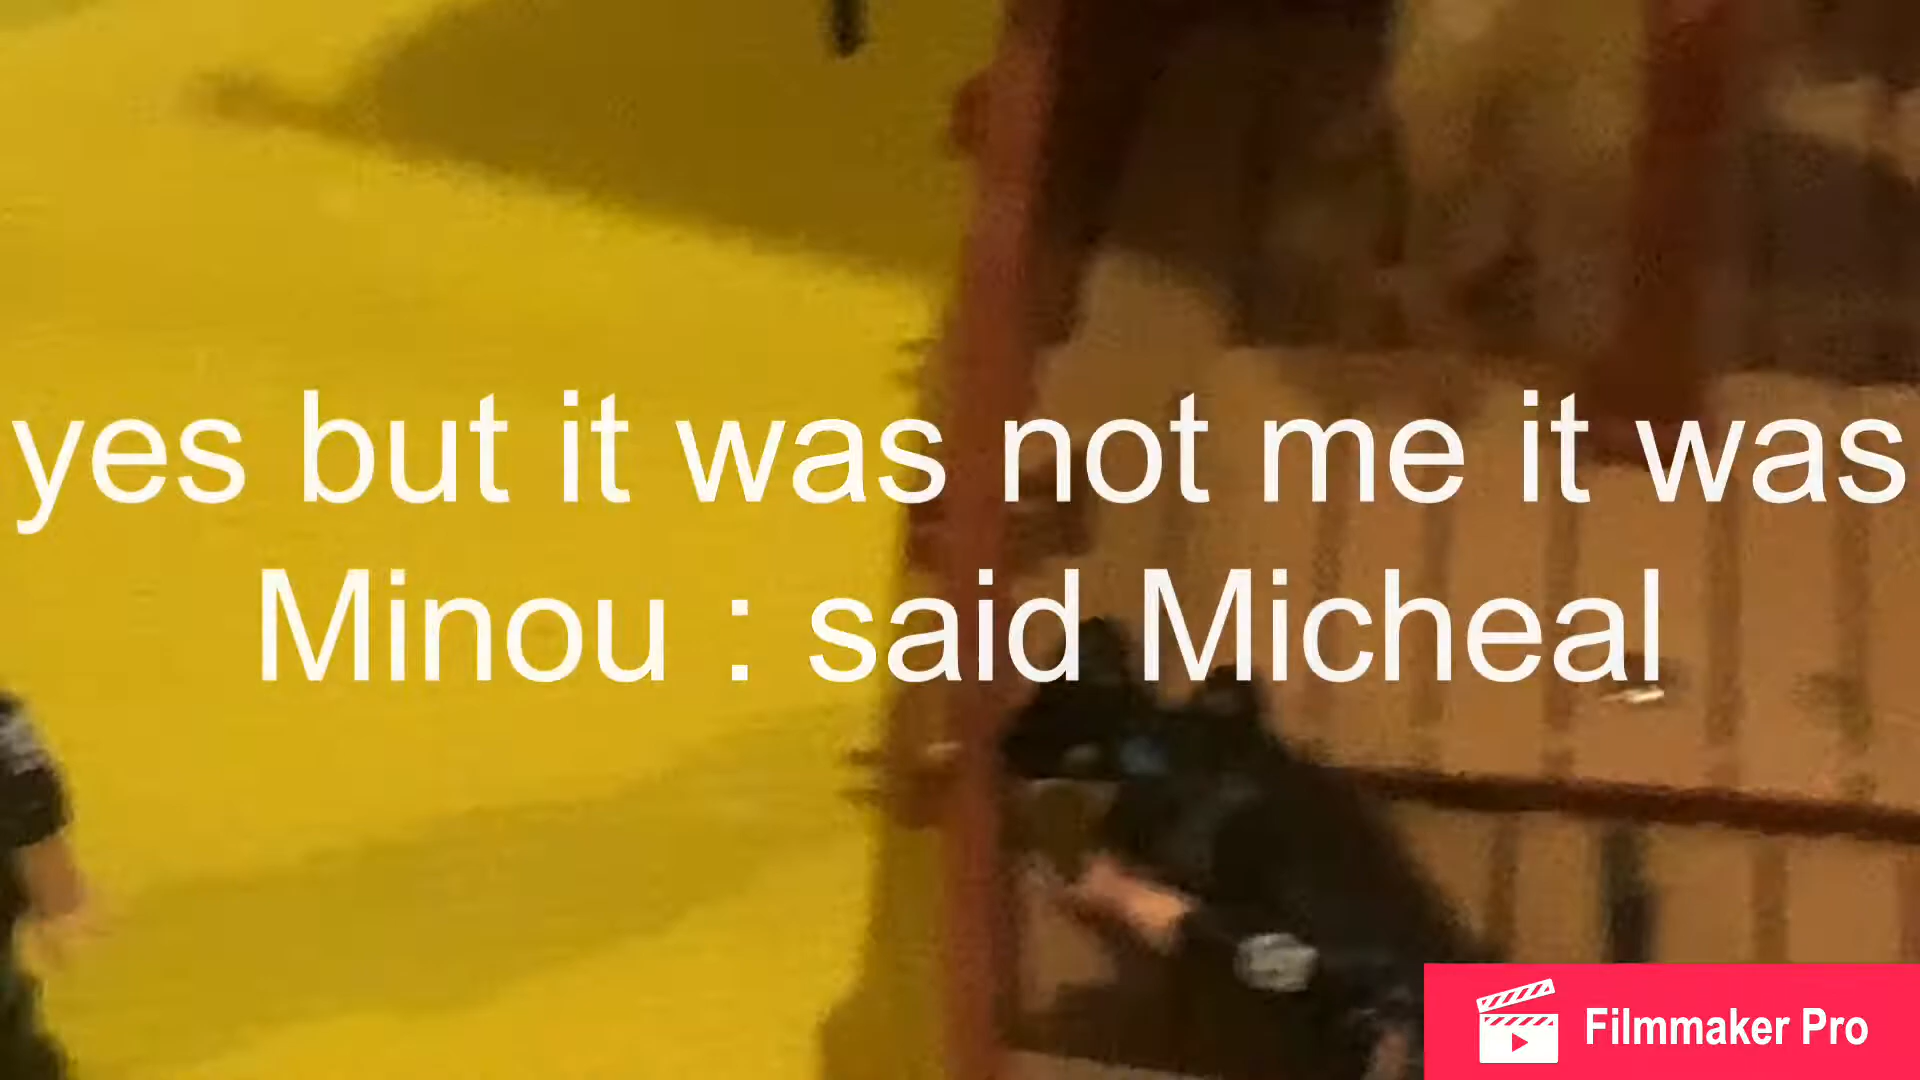 yes but it was not me it was
Minou : said Micheal
Filmmaker Pro